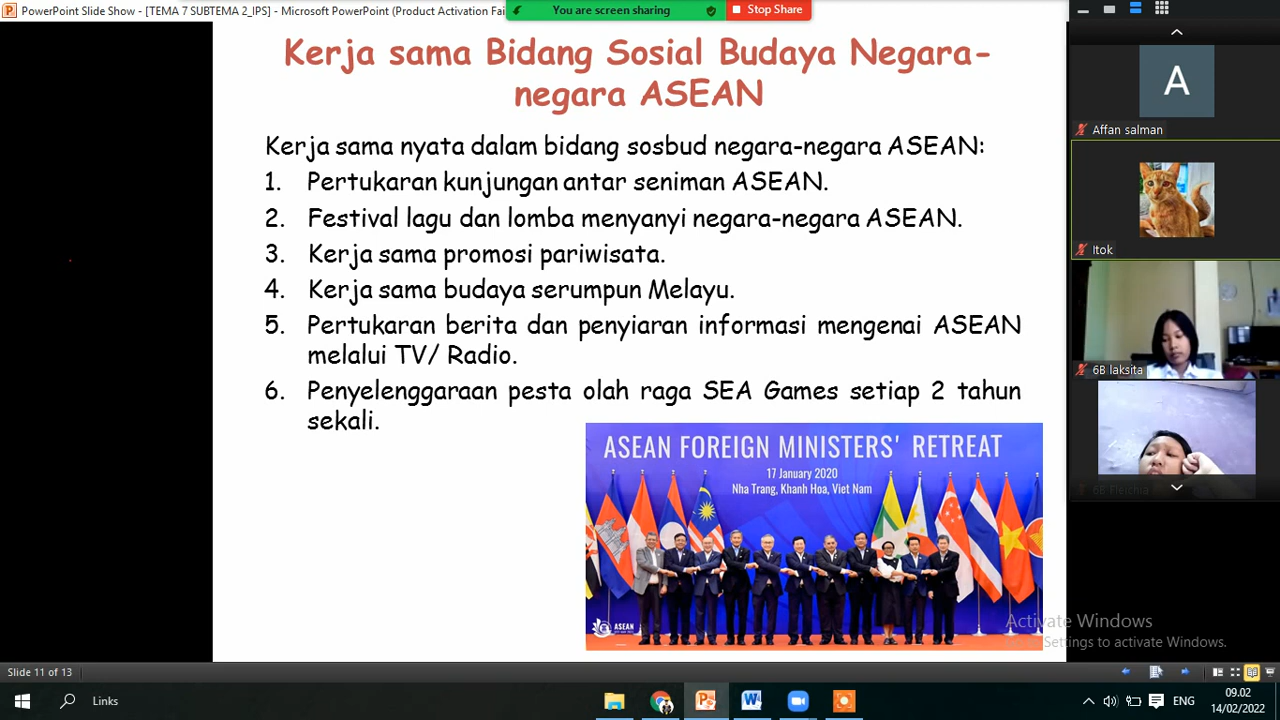 PowerPoint Slide Show - [TEMA 7 SUBTEMA 2_IPS] - Microsoft PowerPoint (Product Activation Fai
You are screen sharing
Stop Share
Kerja sama Bidang Sosial Budaya Negara-
negara ASEAN
Kerja sama nyata dalam bidang sosbud negara-negara ASEAN:
1. Pertukaran kunjungan antar seniman ASEAN.
2. Festival lagu dan lomba menyanyi negara-negara ASEAN.
3. Kerja sama promosi pariwisata.
4. Kerja sama budaya serumpun Melayu.
5. Pertukaran berita dan penyiaran informasi mengenai ASEAN
melalui TV/ Radio.
6. Penyelenggaraan pesta olah raga SEA Games setiap 2 tahun
sekali.
ASEAN FOREIGN MINISTERS' RETREAT
17 January 2020
Nha Trang, Khanh Hoa, Viet Nam
ASEAN
A
Affan salman
Itok
6B laksita
6B
Activate Windows
Settings to activate Windows.
Slide 11 of 13
Links
ENG
09.02
14/02/2022